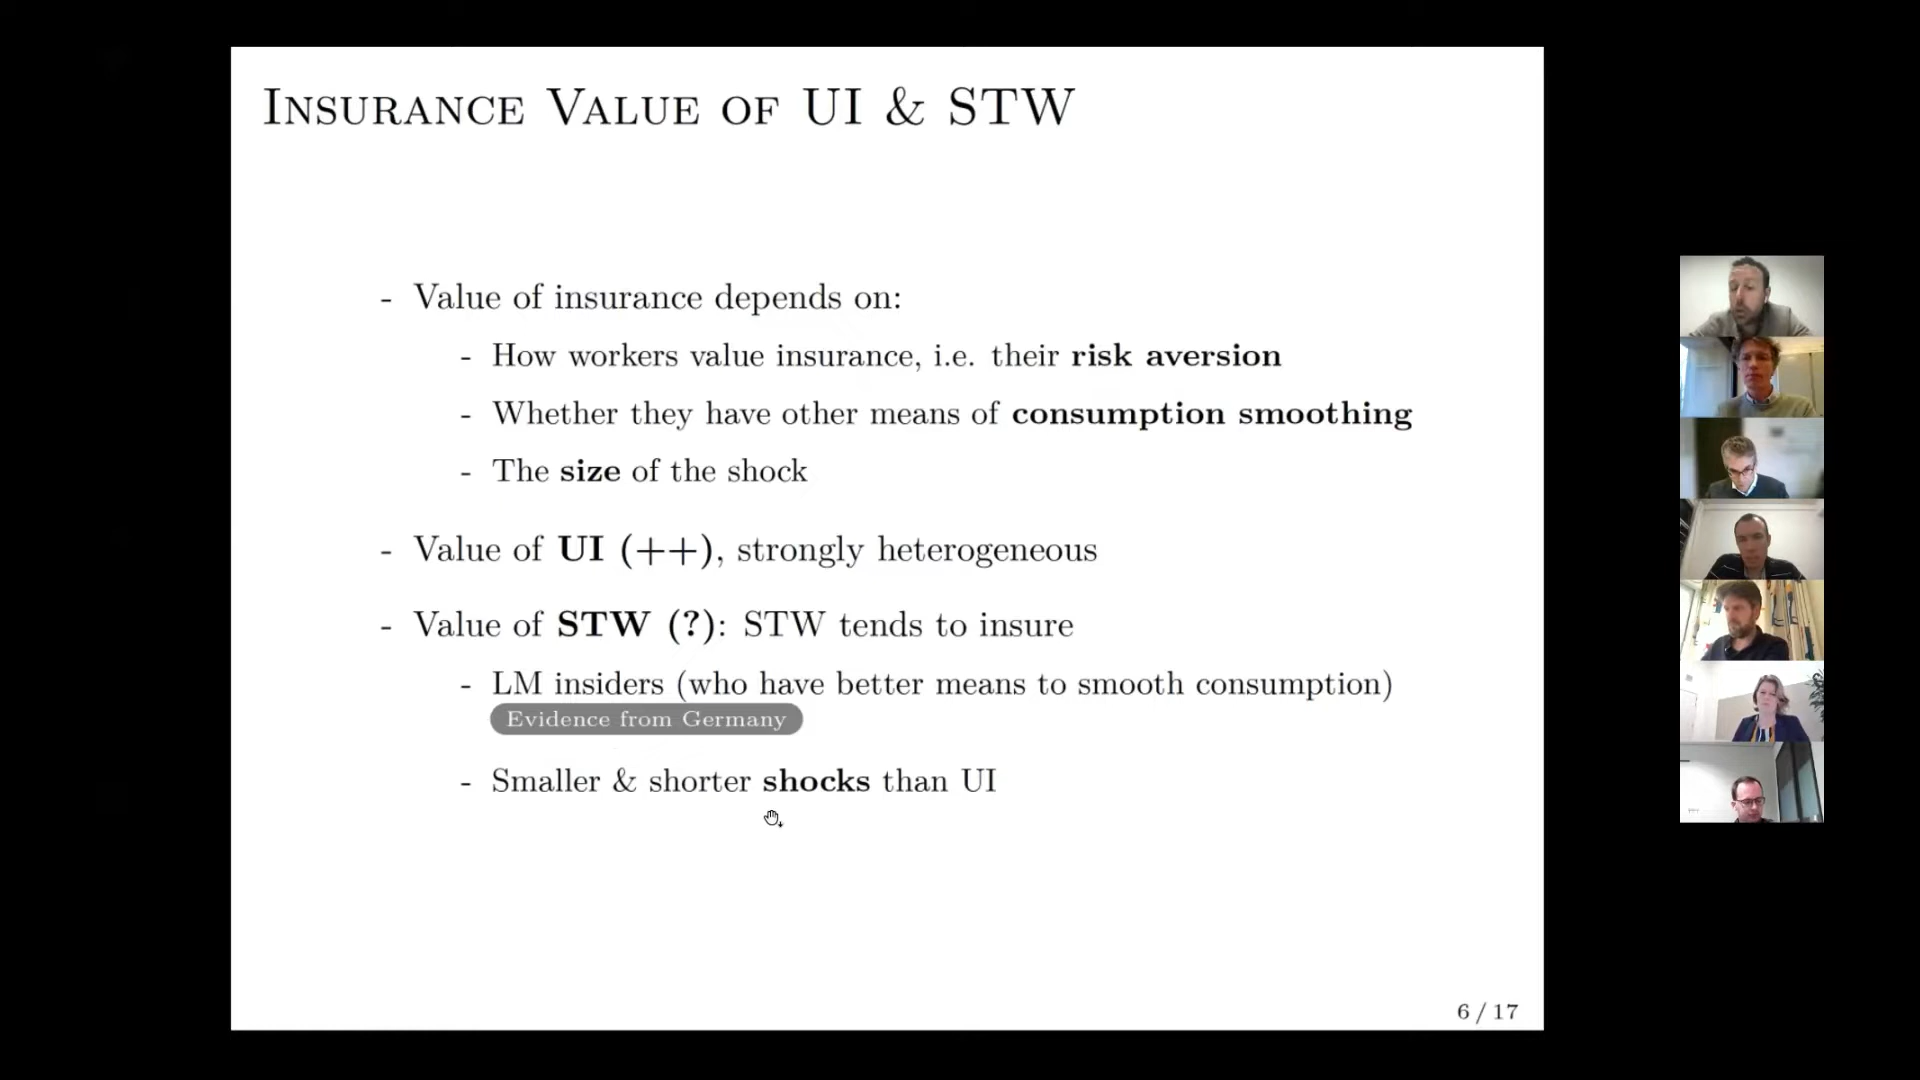 Insurance Value of UI & STW
- Value of insurance depends on:
- How workers value insurance, i.e. their risk aversion
- Whether they have other means of consumption smoothing
- The size of the shock
- Value of UI (++), strongly heterogeneous
- Value of STW (?): STW tends to insure
- LM insiders (who have better means to smooth consumption)
Evidence from Germany
- Smaller & shorter shocks than UI
6 / 17